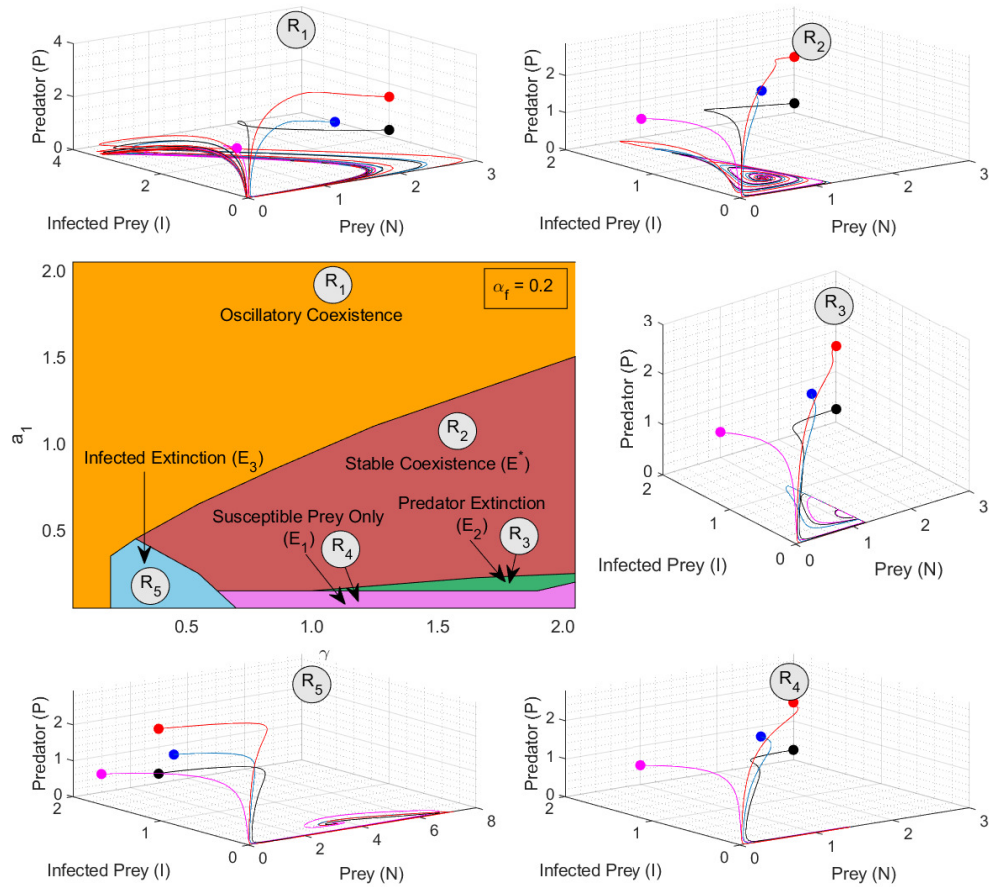 R1
Predator (P)
4
2
0
4
2
0
Infected Prey (I)
0
1
2
3
Prey (N)
R2
Predator (P)
2
1
0
2
1
0
Infected Prey (I)
0
1
2
3
Prey (N)
a1
2.0
1.5
1.0
0.5
R1
Oscillatory Coexistence
αf = 0.2
R2
Stable Coexistence (E*)
Infected Extinction (E3)
Susceptible Prey Only
(E1)
R4
Predator Extinction
(E2)
R3
R5
0.5
1.0
1.5
2.0
γ
R3
Predator (P)
3
2
1
0
2
1
0
Infected Prey (I)
0
1
2
3
Prey (N)
R5
Predator (P)
2
1
0
2
1
0
Infected Prey (I)
0
2
4
6
8
Prey (N)
R4
Predator (P)
2
1
0
2
1
0
Infected Prey (I)
0
1
2
3
Prey (N)